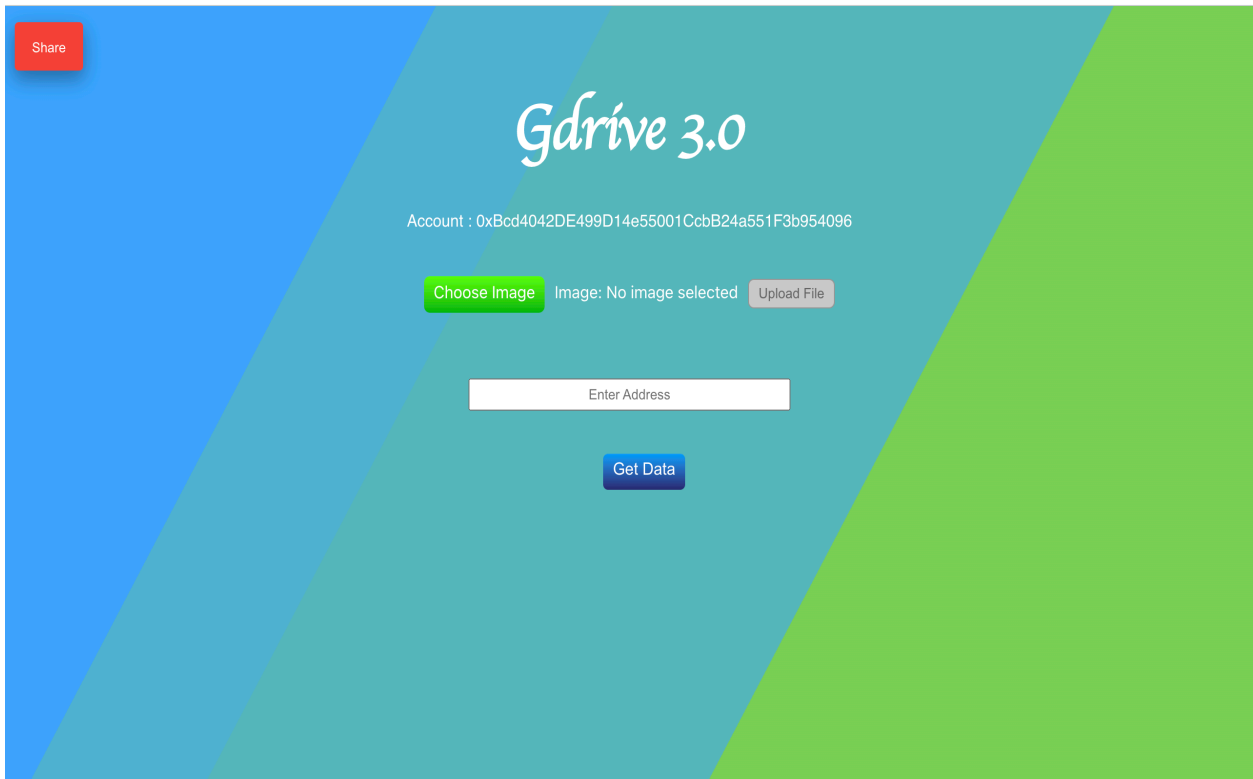 Share
Gdrive 3.0
Account : 0xBcd4042DE499D14e55001CcbB24a551F3b954096
Choose Image Image: No image selected Upload File
Enter Address
Get Data